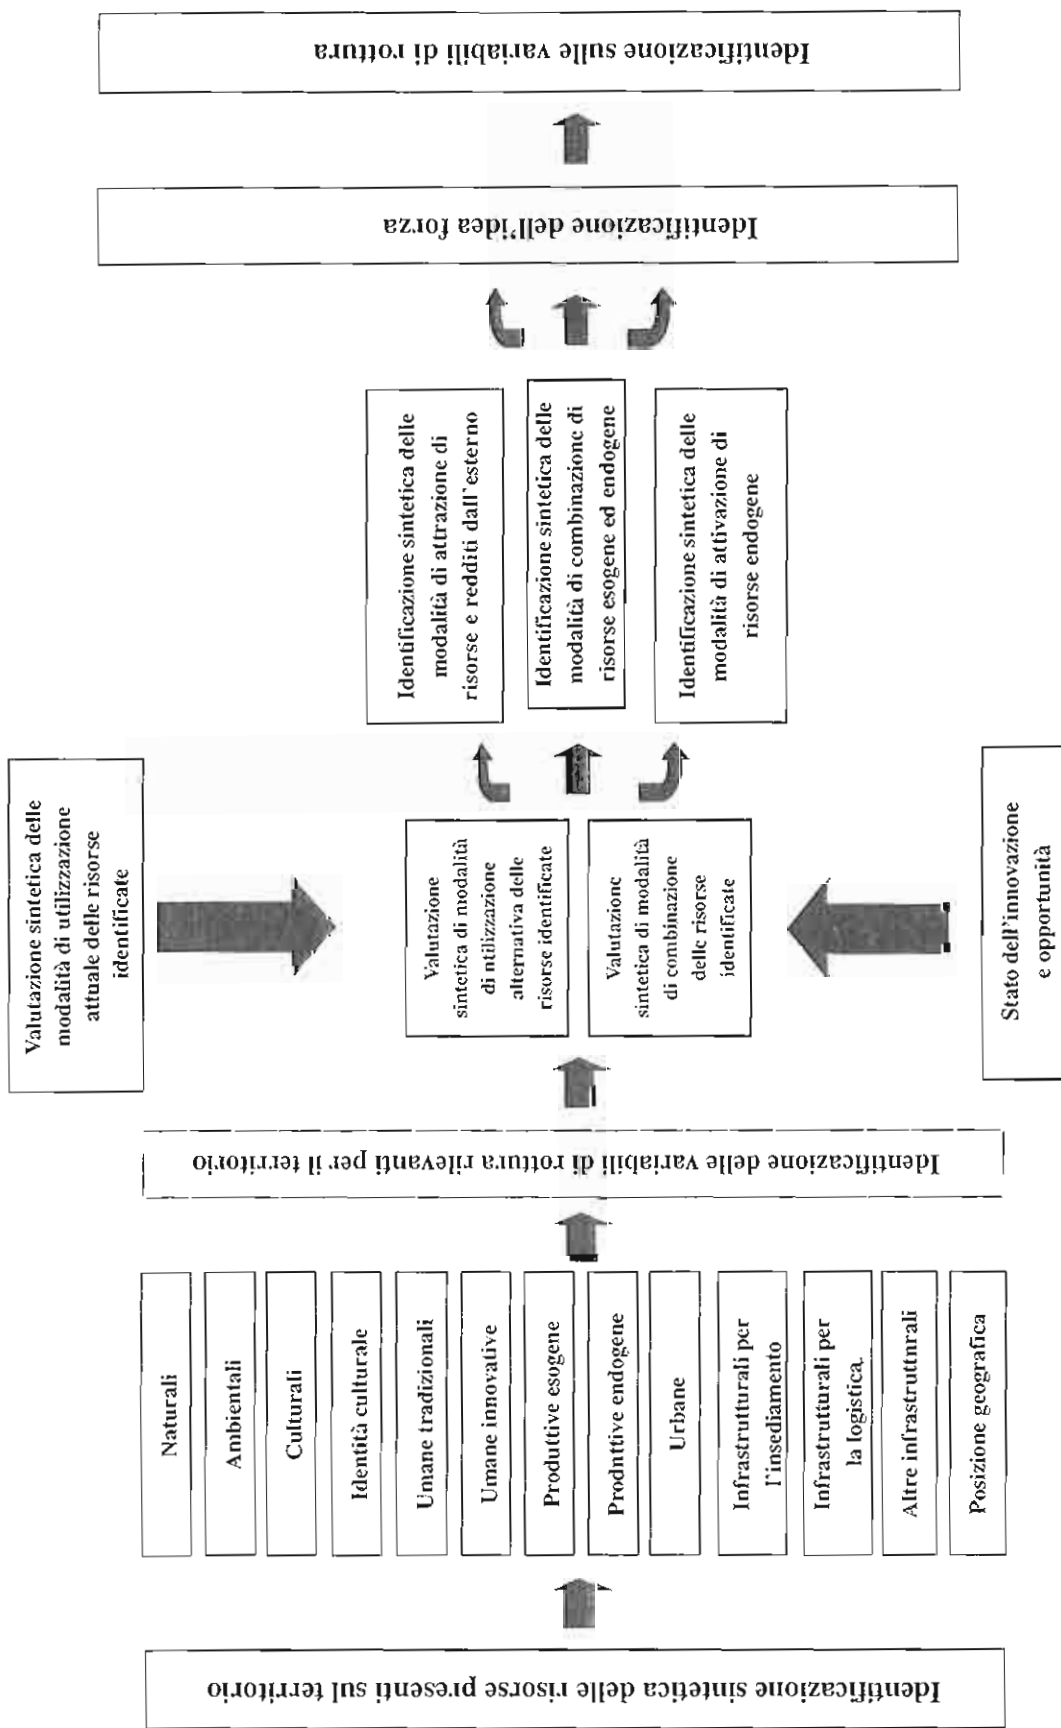 Identificazione sintetica delle risorse presenti sul territorio
Naturali
Ambientali
Culturali
Identità culturale
Umane tradizionali
Umane innovative
Produttive esogene
Produttive endogene
Urbane
Infrastrutturali per
l'insediamento
Infrastrutturali per
la logistica.
Altre infrastrutturali
Posizione geografica
Identificazione delle variabili di rottura rilevanti per il territorio
Valutazione sintetica delle
modalità di utilizzazione
attuale delle risorse
identificate
Valutazione
sintetica di modalità
di utilizzazione
alternativa delle
risorse identificate
Valutazione
sintetica di modalità
di combinazione
delle risorse
identificate
Stato dell'innovazione
e opportunità
Identificazione sintetica delle
modalità di attrazione di
risorse e redditi dall'esterno
Identificazione sintetica delle
modalità di combinazione di
risorse esogene ed endogene
Identificazione sintetica delle
modalità di attivazione di
risorse endogene
Identificazione dell'idea forza
Identificazione sulle variabili di rottura